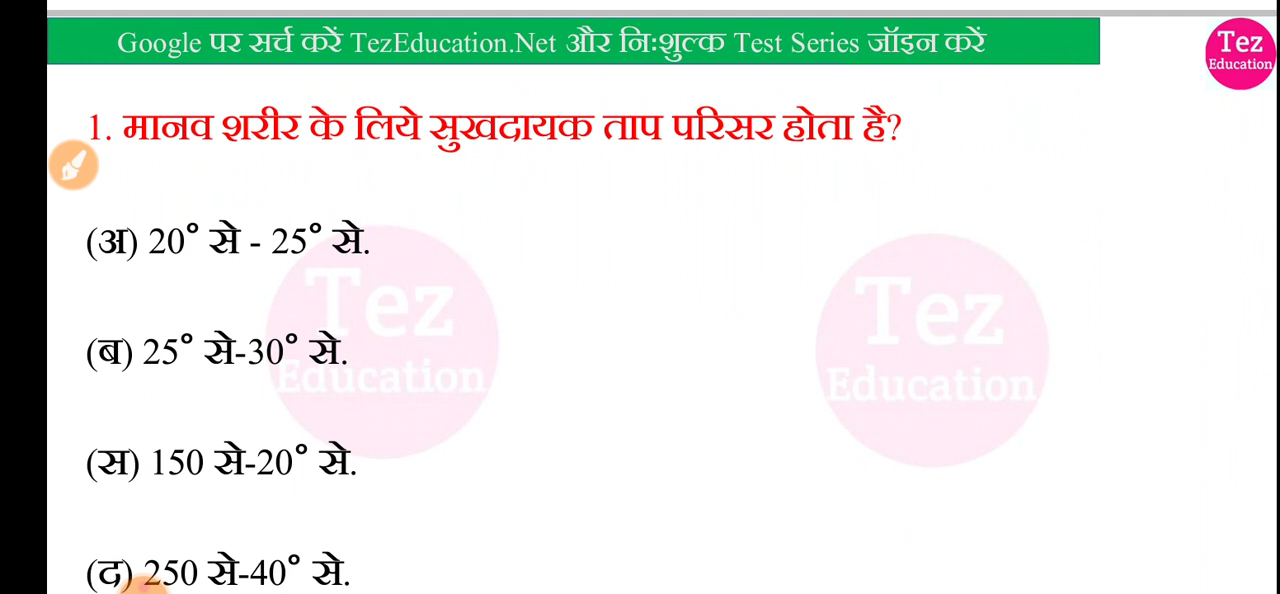 Google पर सर्च करें TezEducation.Net और निःशुल्क Test Series जॉइन करें
Tez
Education
1. मानव शरीर के लिये सुखदायक ताप परिसर होता है?
(अ) 20° से - 25° से.
(ब) 25° से-30° से.
(स) 150 से-20° से.
(द) 250 से-40° से.
Tez
Education
Tez
Education